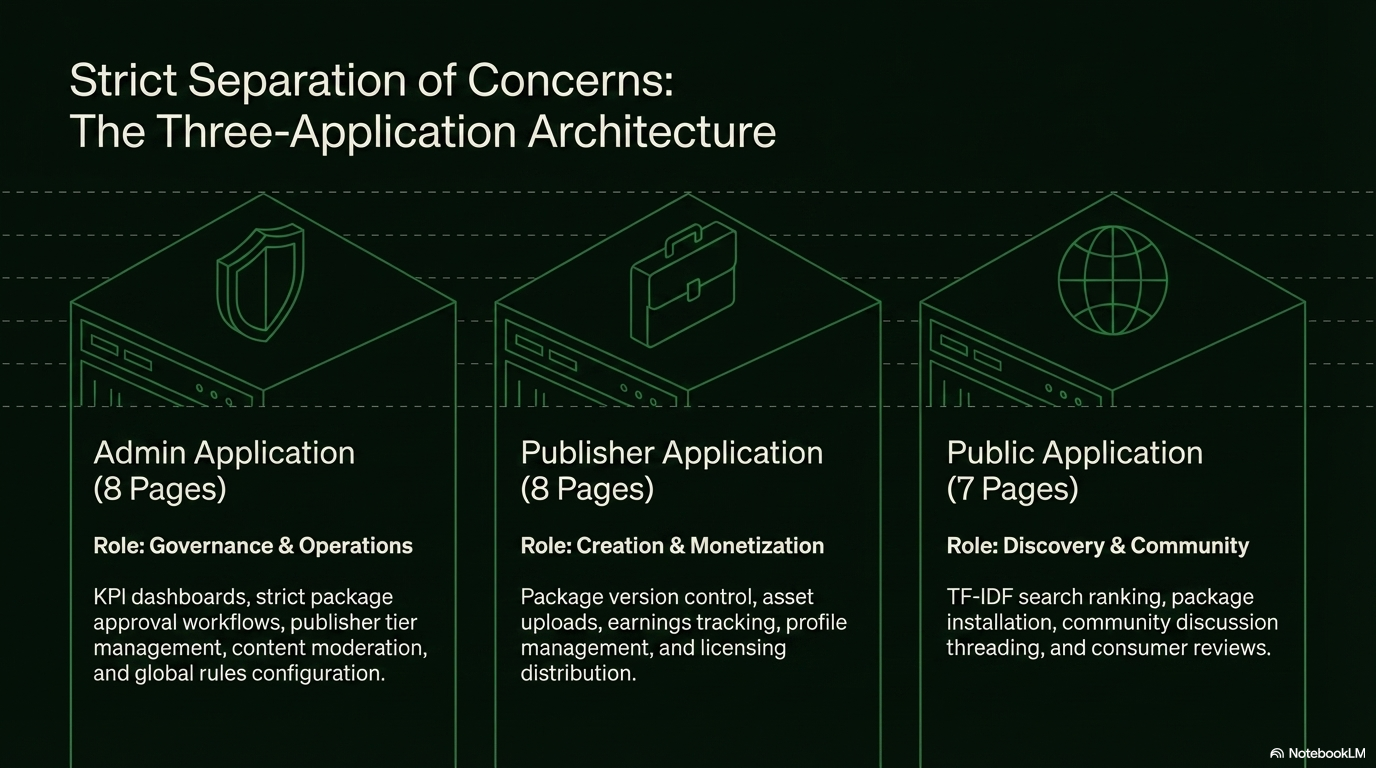 Strict Separation of Concerns:
The Three-Application Architecture
Admin Application
(8 Pages)
Role: Governance & Operations
KPI dashboards, strict package
approval workflows, publisher tier
management, content moderation,
and global rules configuration.
Publisher Application
(8 Pages)
Role: Creation & Monetization
Package version control, asset
uploads, earnings tracking, profile
management, and licensing
distribution.
Public Application
(7 Pages)
Role: Discovery & Community
TF-IDF search ranking, package
installation, community discussion
threading, and consumer reviews.
NotebookLM